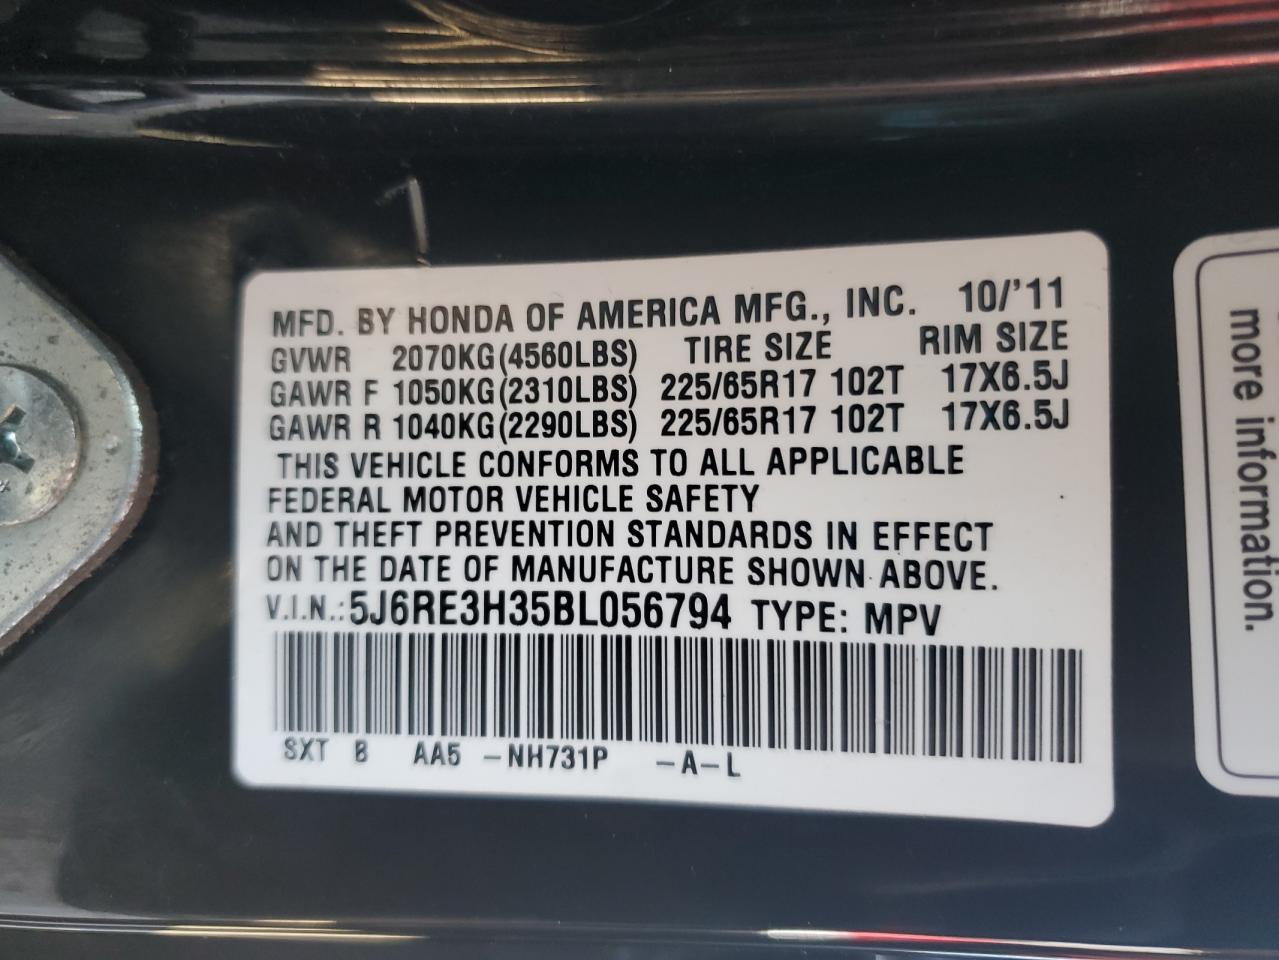 MFD. BY HONDA OF AMERICA MFG., INC. 10/'11
GVWR 2070KG(4560LBS) TIRE SIZE RIM SIZE
GAWR F 1050KG(2310LBS) 225/65R17 102T 17X6.5J
GAWR R 1040KG(2290LBS) 225/65R17 102T 17X6.5J
THIS VEHICLE CONFORMS TO ALL APPLICABLE
FEDERAL MOTOR VEHICLE SAFETY
AND THEFT PREVENTION STANDARDS IN EFFECT
ON THE DATE OF MANUFACTURE SHOWN ABOVE.
V.I.N.: 5J6RE3H35BL056794 TYPE: MPV
SXT B AA5 -NH731P -A-L
more information.